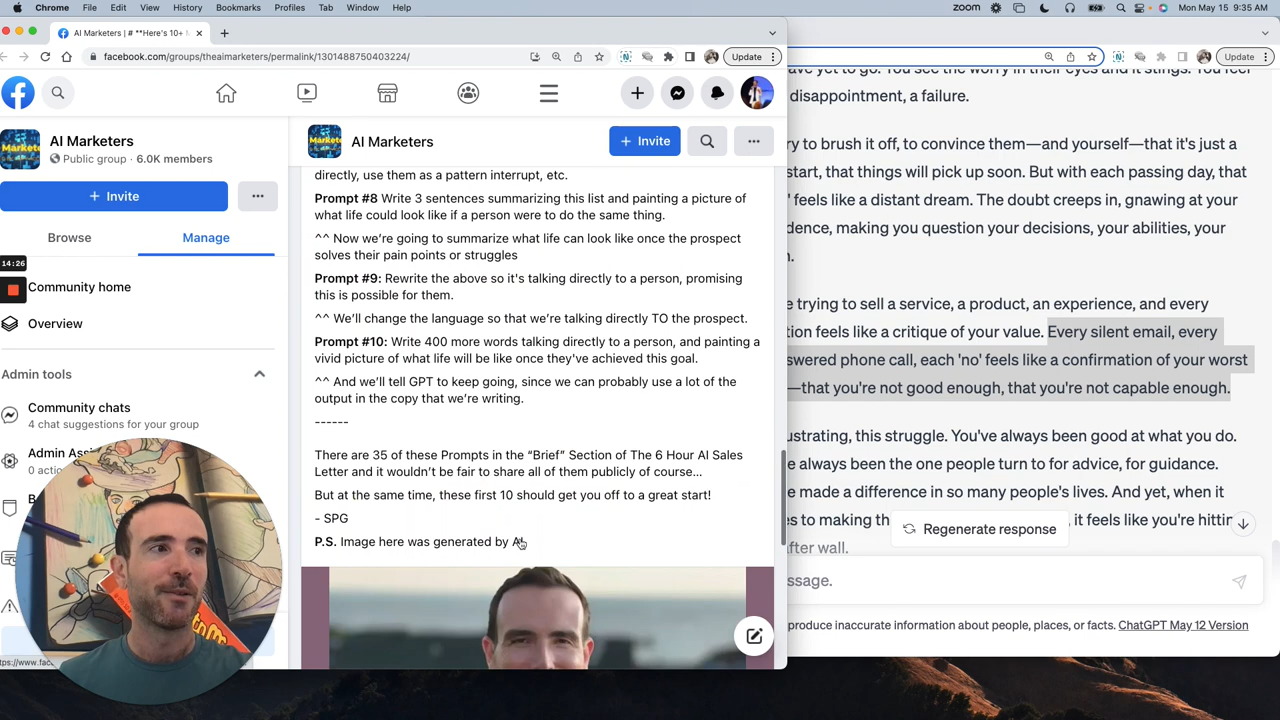 Chrome File Edit View History Bookmarks Profiles Tab Window Help
zoom Mon May 15 9:35 AM
AI Marketers | # **Here's 10+
facebook.com/groups/theaimarketers/permalink/1301488750403224/
Update
Update
AI Marketers
Public group · 6.0K members
+ Invite
Browse
Manage
14:26
Community home
Overview
Admin tools
Community chats
4 chat suggestions for your group
Admin Assi
0 actio
AI Marketers
+ Invite
directly, use them as a pattern interrupt, etc.
Prompt #8 Write 3 sentences summarizing this list and painting a picture of
what life could look like if a person were to do the same thing.
^^ Now we're going to summarize what life can look like once the prospect
solves their pain points or struggles
Prompt #9: Rewrite the above so it's talking directly to a person, promising
this is possible for them.
^^ We'll change the language so that we're talking directly TO the prospect.
Prompt #10: Write 400 more words talking directly to a person, and painting a
vivid picture of what life will be like once they've achieved this goal.
^^ And we'll tell GPT to keep going, since we can probably use a lot of the
output in the copy that we're writing.
------
There are 35 of these Prompts in the “Brief” Section of The 6 Hour AI Sales
Letter and it wouldn't be fair to share all of them publicly of course...
But at the same time, these first 10 should get you off to a great start!
- SPG
P.S. Image here was generated by
have yet to go. You see the worry in their eyes and it stings. You feel
disappointment, a failure.
ry to brush it off, to convince them—and yourself—that it's just a
start, that things will pick up soon. But with each passing day, that
' feels like a distant dream. The doubt creeps in, gnawing at your
dence, making you question your decisions, your abilities, your
e trying to sell a service, a product, an experience, and every
tion feels like a critique of your value. Every silent email, every
swered phone call, each 'no' feels like a confirmation of your worst
—that you're not good enough, that you're not capable enough.
ustrating, this struggle. You've always been good at what you do.
e always been the one people turn to for advice, for guidance.
e made a difference in so many people's lives. And yet, when it
es to making th
it feels like you're hittin
after wall.
Regenerate response
ssage.
produce inaccurate information about people, places, or facts. ChatGPT May 12 Version